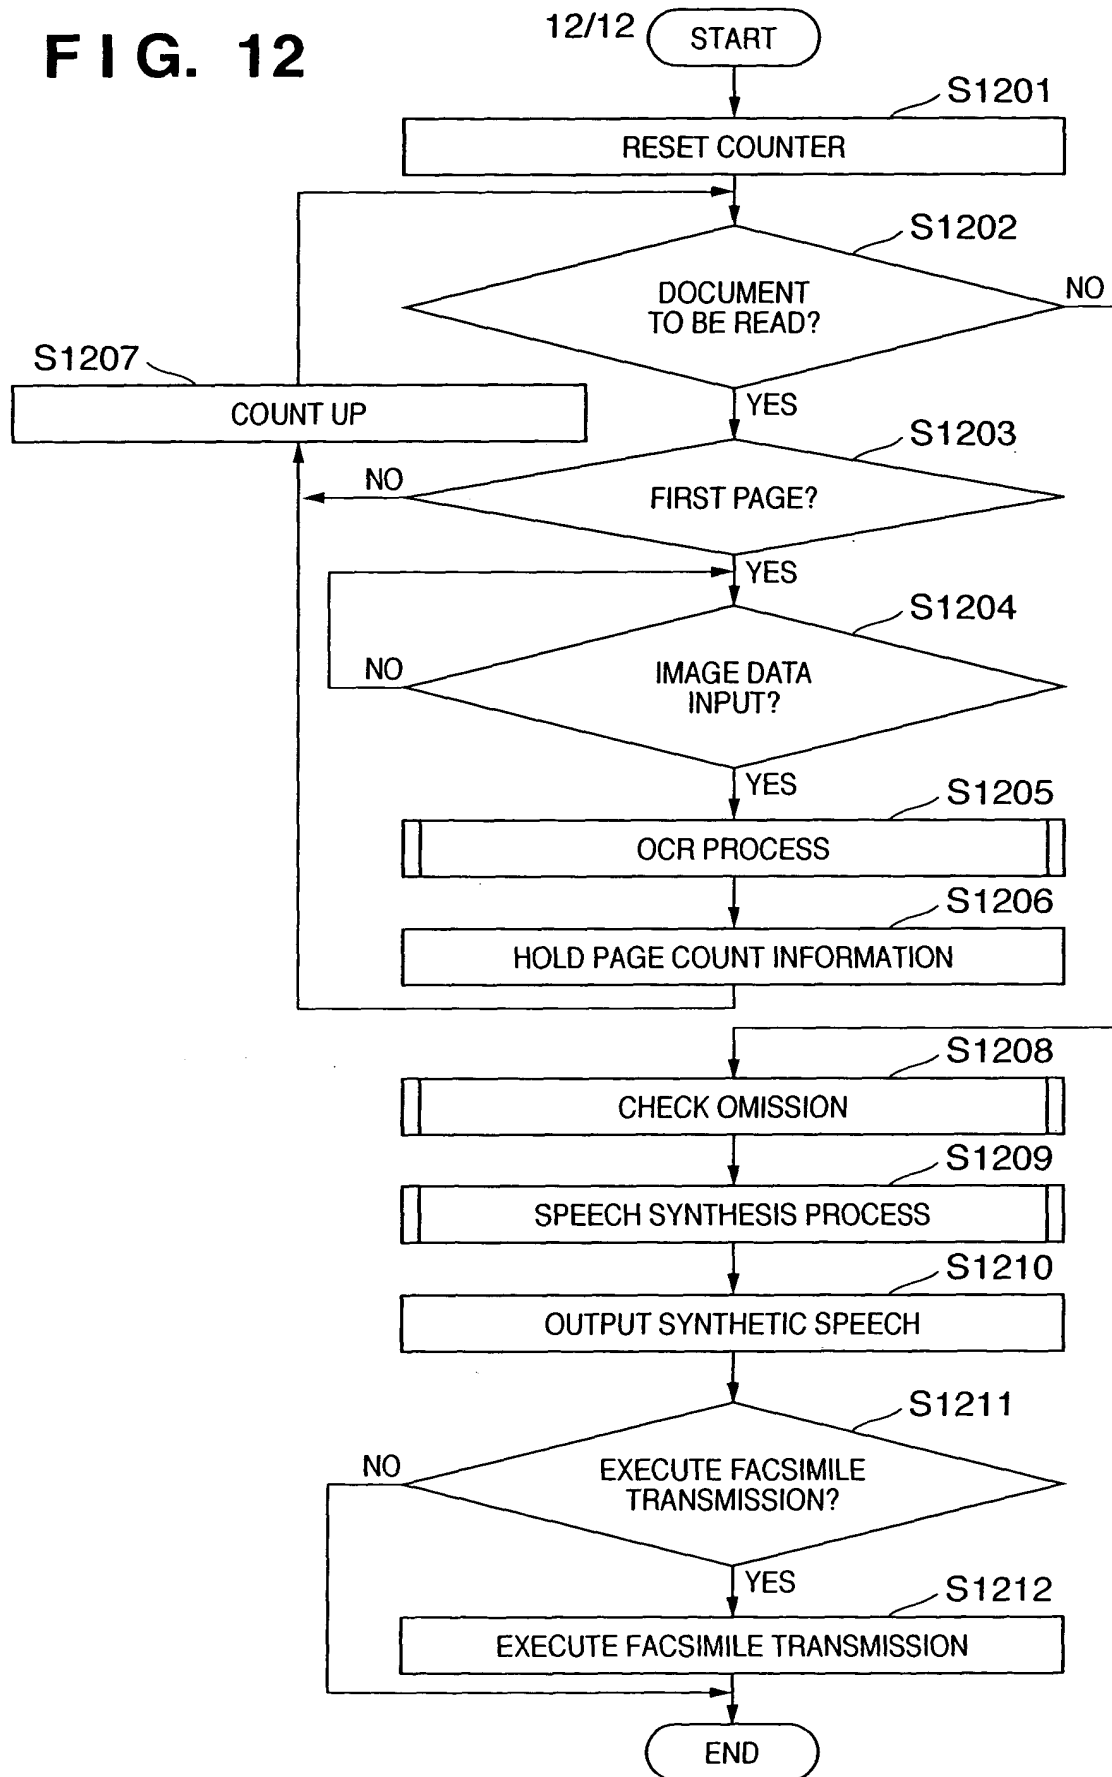 FIG. 12
12/12
START
S1201
RESET COUNTER
S1202
DOCUMENT
TO BE READ?
NO
S1207
COUNT UP
YES
S1203
NO
FIRST PAGE?
YES
S1204
NO
IMAGE DATA
INPUT?
YES
S1205
OCR PROCESS
S1206
HOLD PAGE COUNT INFORMATION
S1208
CHECK OMISSION
S1209
SPEECH SYNTHESIS PROCESS
S1210
OUTPUT SYNTHETIC SPEECH
S1211
NO
EXECUTE FACSIMILE
TRANSMISSION?
YES
S1212
EXECUTE FACSIMILE TRANSMISSION
END